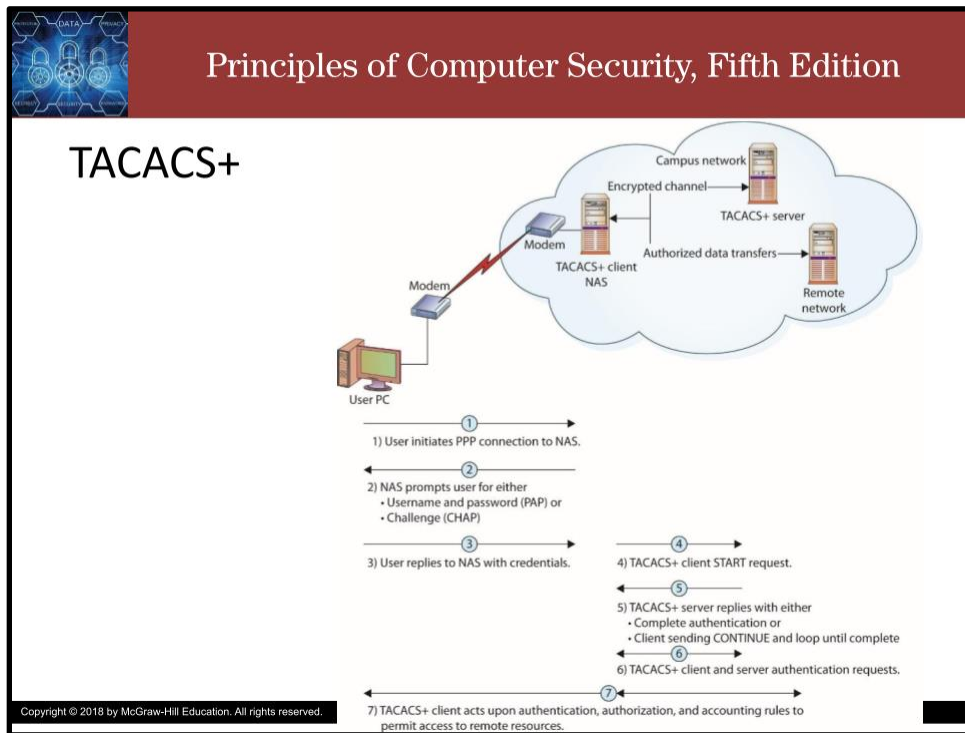 DATA
PRIVACY
SECURITY
Principles of Computer Security, Fifth Edition
TACACS+
Campus network
Encrypted channel
TACACS+ server
Modem
TACACS+ client
NAS
Authorized data transfers
Remote
network
Modem
User PC
1
1) User initiates PPP connection to NAS.
2
2) NAS prompts user for either
• Username and password (PAP) or
• Challenge (CHAP)
3
3) User replies to NAS with credentials.
4
4) TACACS+ client START request.
5
5) TACACS+ server replies with either
• Complete authentication or
• Client sending CONTINUE and loop until complete
6
6) TACACS+ client and server authentication requests.
7
7) TACACS+ client acts upon authentication, authorization, and accounting rules to
permit access to remote resources.
Copyright © 2018 by McGraw-Hill Education. All rights reserved.